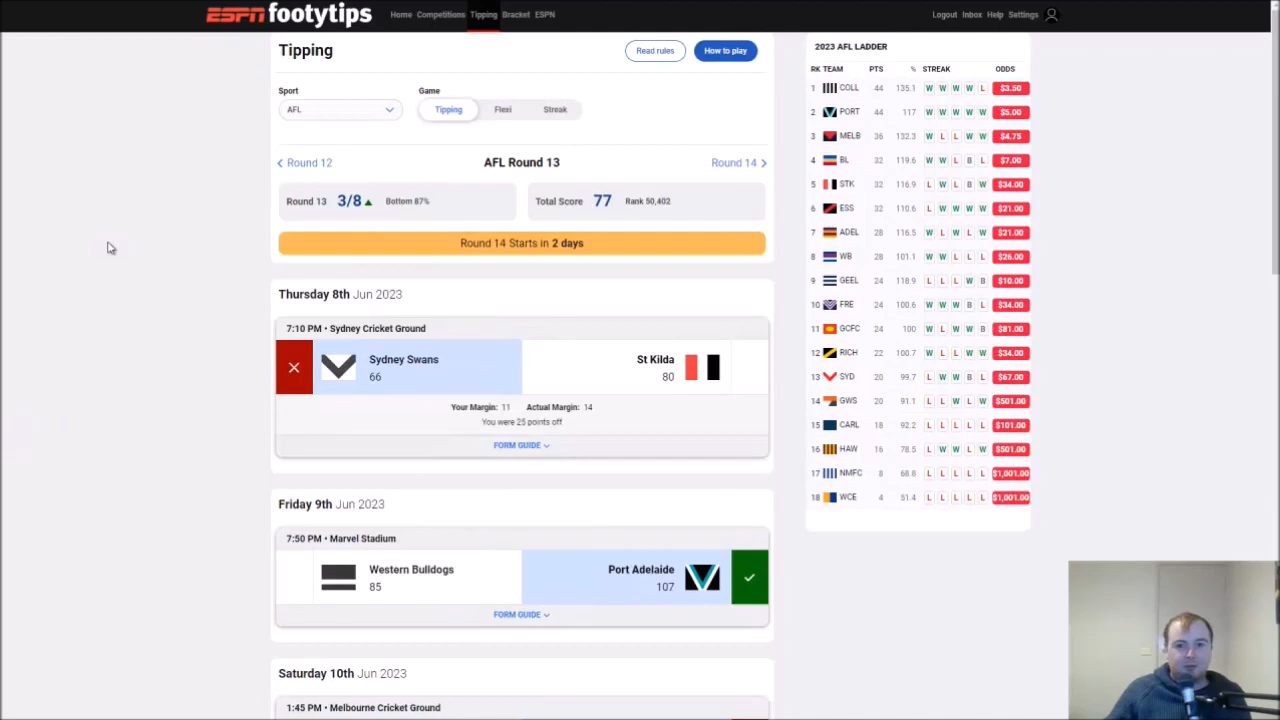 ESPN footytips
Home Competitions Tipping Bracket ESPN
Logout Inbox Help Settings
Tipping
Read rules
How to play
Sport
AFL
Game
Tipping Flexi Streak
Round 12
AFL Round 13
Round 14
Round 13 3/8 Bottom 87%
Total Score 77 Rank 50,402
Round 14 Starts in 2 days
Thursday 8th Jun 2023
7:10 PM • Sydney Cricket Ground
Sydney Swans
66
St Kilda
80
Your Margin: 11 Actual Margin: 14
You were 25 points off
FORM GUIDE
Friday 9th Jun 2023
7:50 PM • Marvel Stadium
Western Bulldogs
85
Port Adelaide
107
FORM GUIDE
Saturday 10th Jun 2023
1:45 PM • Melbourne Cricket Ground
2023 AFL LADDER
RK TEAM PTS % STREAK ODDS
1 COLL 44 135.1 W W W W L $3.50
2 PORT 44 117 W W W W W $5.00
3 MELB 36 132.3 W L L W W $4.75
4 BL 32 119.6 W W L B L $7.00
5 STK 32 116.9 L W L B W $34.00
6 ESS 32 110.6 L W W W W $21.00
7 ADEL 28 116.5 W L W L W $21.00
8 WB 28 101.1 W W L L L $26.00
9 GEEL 24 118.9 L L L W B $10.00
10 FRE 24 100.6 W W W B L $34.00
11 GCFC 24 100 W L W W B $81.00
12 RICH 22 100.7 W L L W W $34.00
13 SYD 20 99.7 L W W B L $67.00
14 GWS 20 91.1 L L W L W $501.00
15 CARL 18 92.2 L L L L L $101.00
16 HAW 16 78.5 L W W L W $501.00
17 NMFC 8 68.8 L L L L L $1,001.00
18 WCE 4 51.4 L L L L L $1,001.00